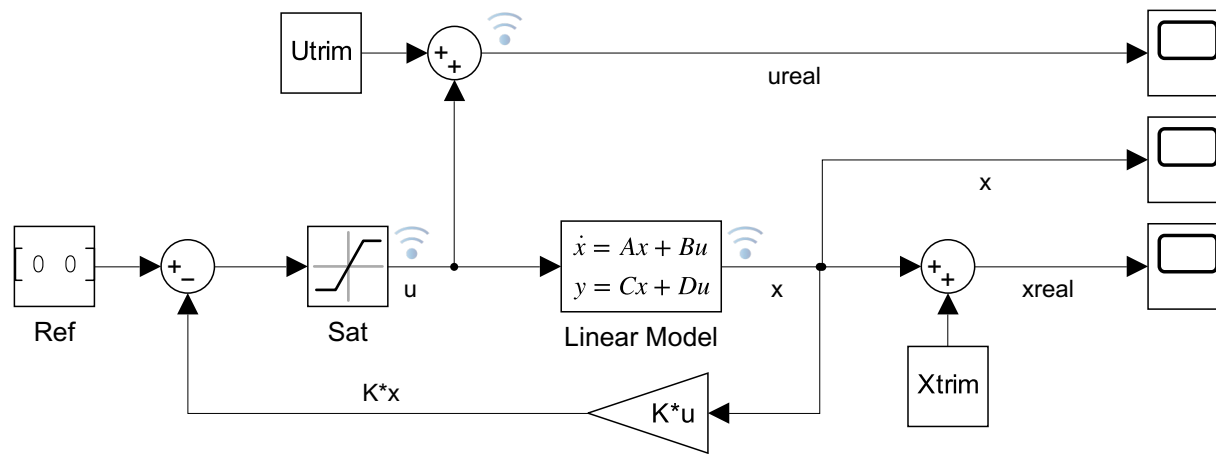 Utrim
+
+
ureal
x
0 0
Ref
+
−
Sat
u
ẋ = Ax + Bu
y = Cx + Du
Linear Model
x
+
+
xreal
Xtrim
K*x
K*u